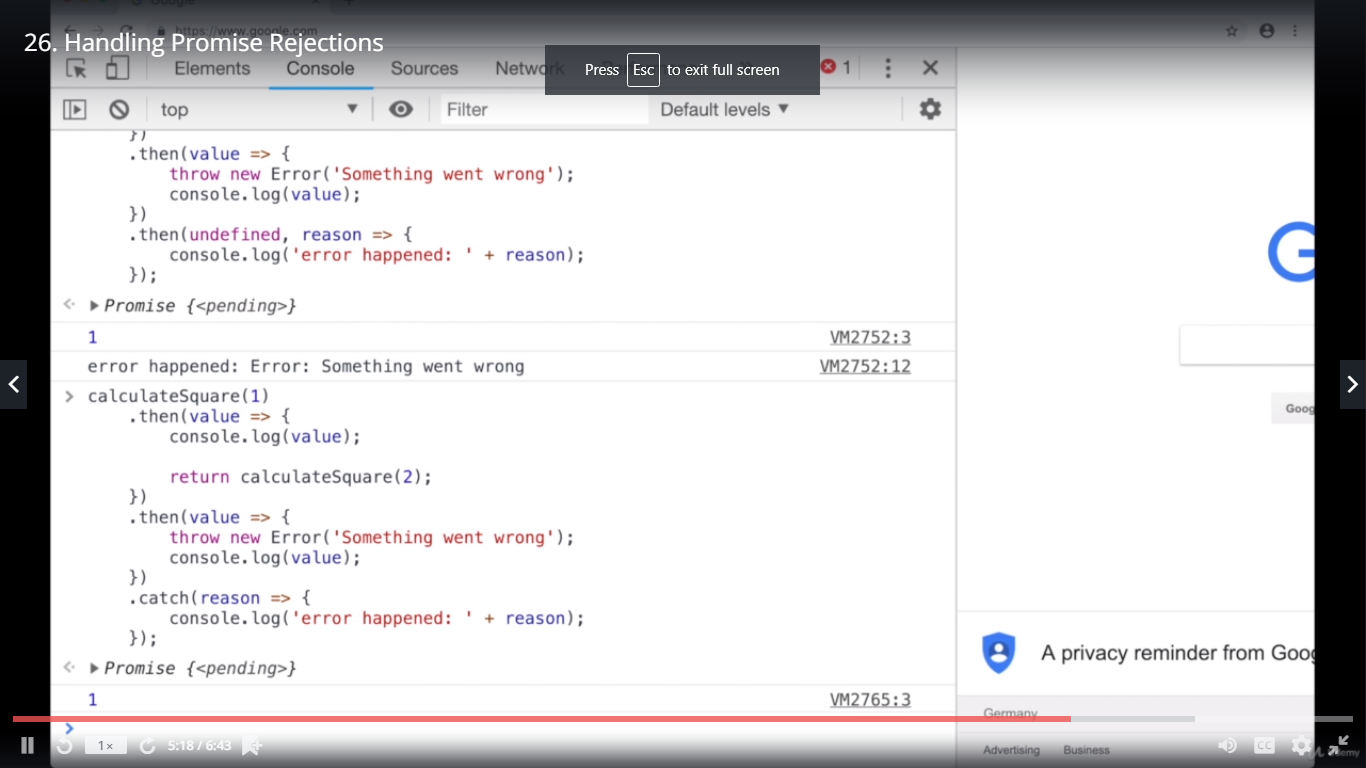 Google
https://www.google.com
26. Handling Promise Rejections
Elements Console Sources Network 1
Press Esc to exit full screen
top Filter Default levels
})
.then(value => {
throw new Error('Something went wrong');
console.log(value);
})
.then(undefined, reason => {
console.log('error happened: ' + reason);
});
Promise {<pending>}
1 VM2752:3
error happened: Error: Something went wrong VM2752:12
calculateSquare(1)
.then(value => {
console.log(value);
return calculateSquare(2);
})
.then(value => {
throw new Error('Something went wrong');
console.log(value);
})
.catch(reason => {
console.log('error happened: ' + reason);
});
Promise {<pending>}
1 VM2765:3
G
Goog
A privacy reminder from Goog
Germany
Advertising Business
1x 5:18 / 6:43 CC